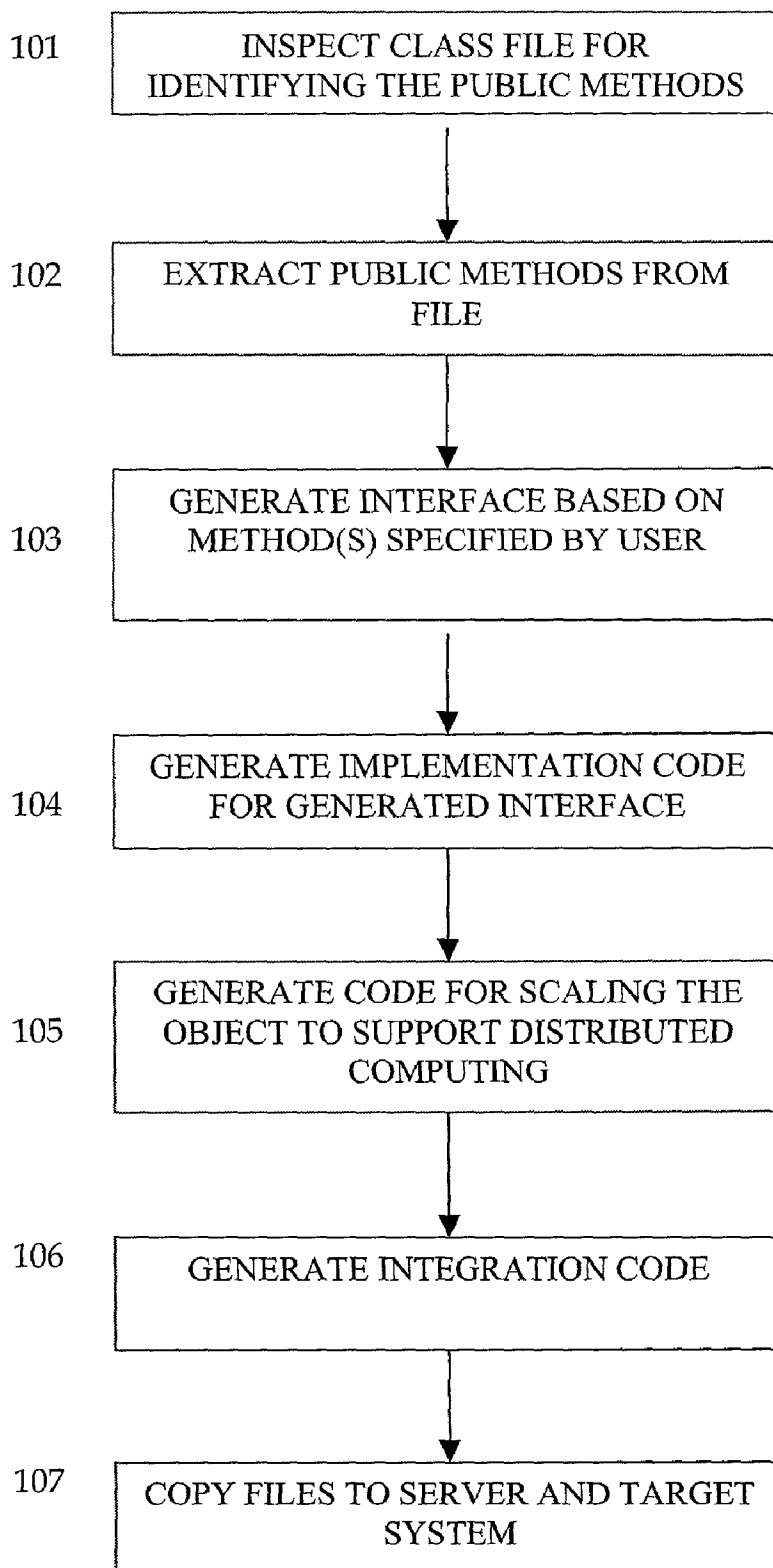 101
INSPECT CLASS FILE FOR
IDENTIFYING THE PUBLIC METHODS
102
EXTRACT PUBLIC METHODS FROM
FILE
103
GENERATE INTERFACE BASED ON
METHOD(S) SPECIFIED BY USER
104
GENERATE IMPLEMENTATION CODE
FOR GENERATED INTERFACE
105
GENERATE CODE FOR SCALING THE
OBJECT TO SUPPORT DISTRIBUTED
COMPUTING
106
GENERATE INTEGRATION CODE
107
COPY FILES TO SERVER AND TARGET
SYSTEM